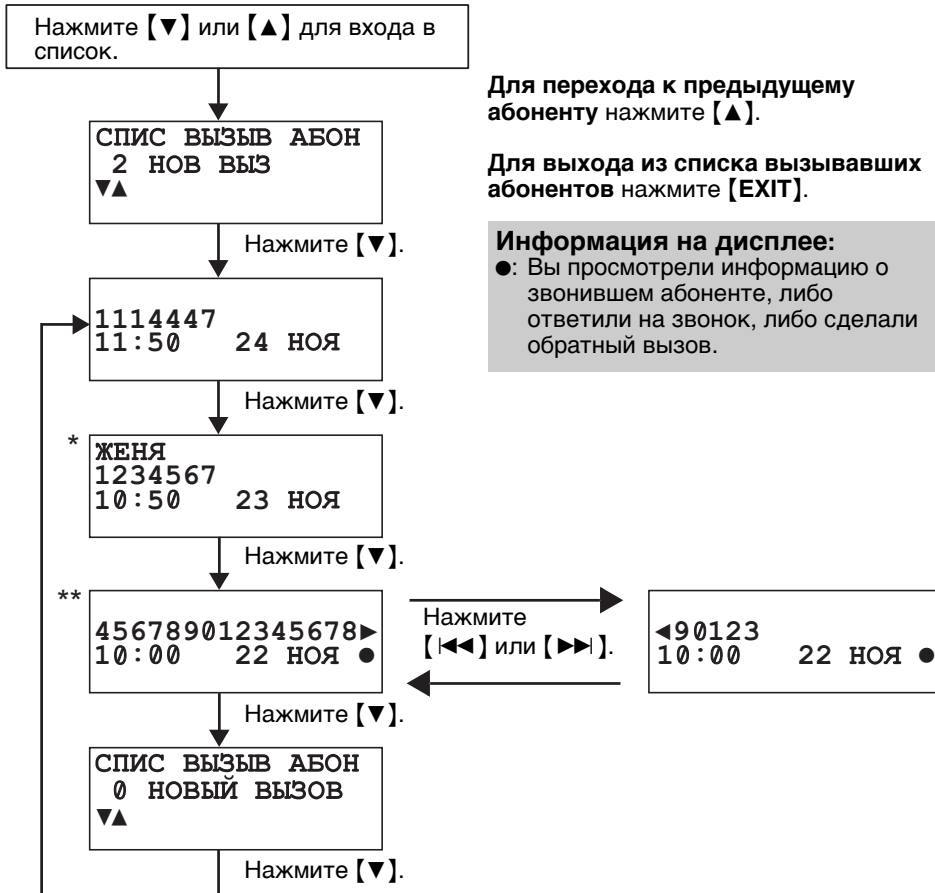 Нажмите【▼】или【▲】для входа в
список.
Для перехода к предыдущему
абоненту нажмите【▲】.
Для выхода из списка вызывавших
абонентов нажмите【EXIT】.
Информация на дисплее:
●: Вы просмотрели информацию о
звонившем абоненте, либо
ответили на звонок, либо сделали
обратный вызов.
СПИС ВЫЗЫВ АБОН
2 НОВ ВЫЗ
▼▲
Нажмите【▼】.
1114447
11:50 24 НОЯ
Нажмите【▼】.
*
ЖЕНЯ
1234567
10:50 23 НОЯ
Нажмите【▼】.
**
456789012345678►
10:00 22 НОЯ ●
Нажмите
【|◄◄】или【►►|】.
◄90123
10:00 22 НОЯ ●
Нажмите【▼】.
СПИС ВЫЗЫВ АБОН
0 НОВЫЙ ВЫЗОВ
▼▲
Нажмите【▼】.